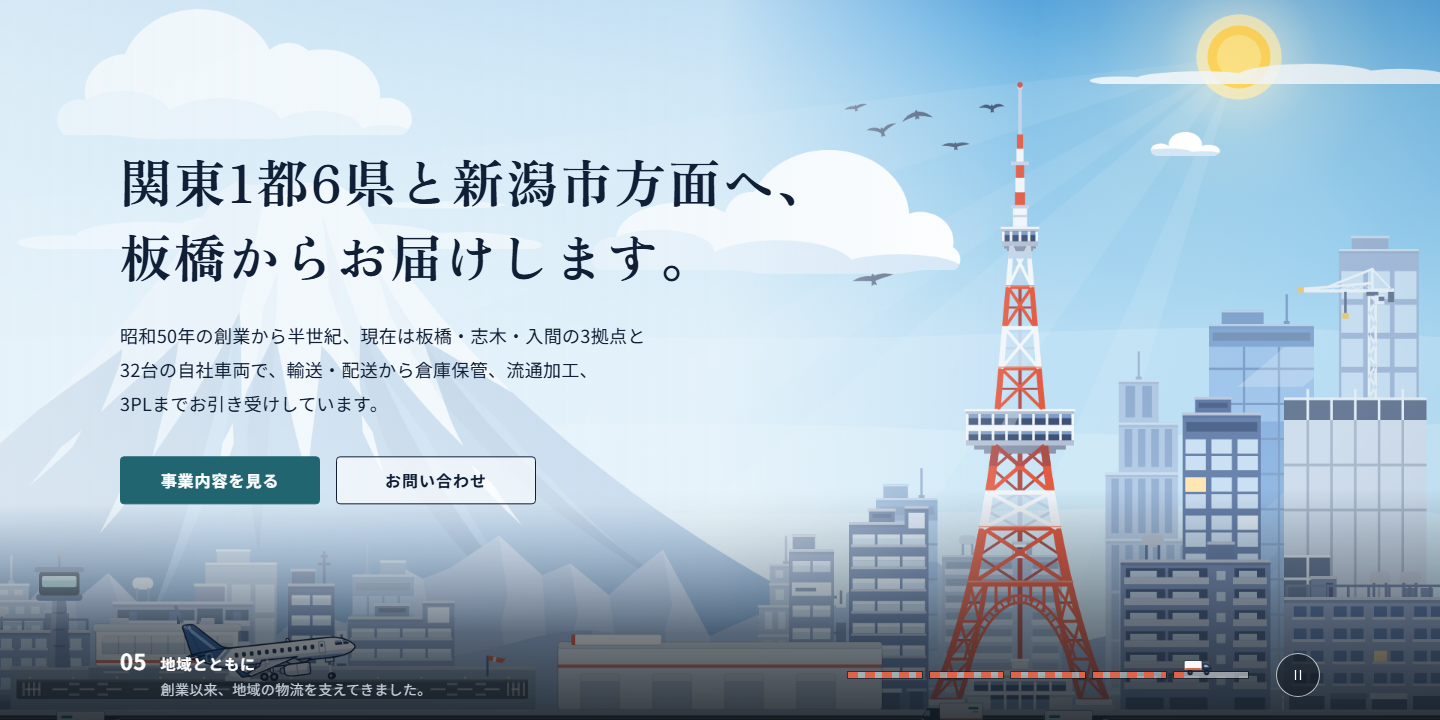 関東1都6県と新潟市方面へ、
板橋からお届けします。
昭和50年の創業から半世紀、現在は板橋・志木・入間の3拠点と
32台の自社車両で、輸送・配送から倉庫保管、流通加工、
3PLまでお引き受けしています。
事業内容を見る
お問い合わせ
05 地域とともに
創業以来、地域の物流を支えてきました。